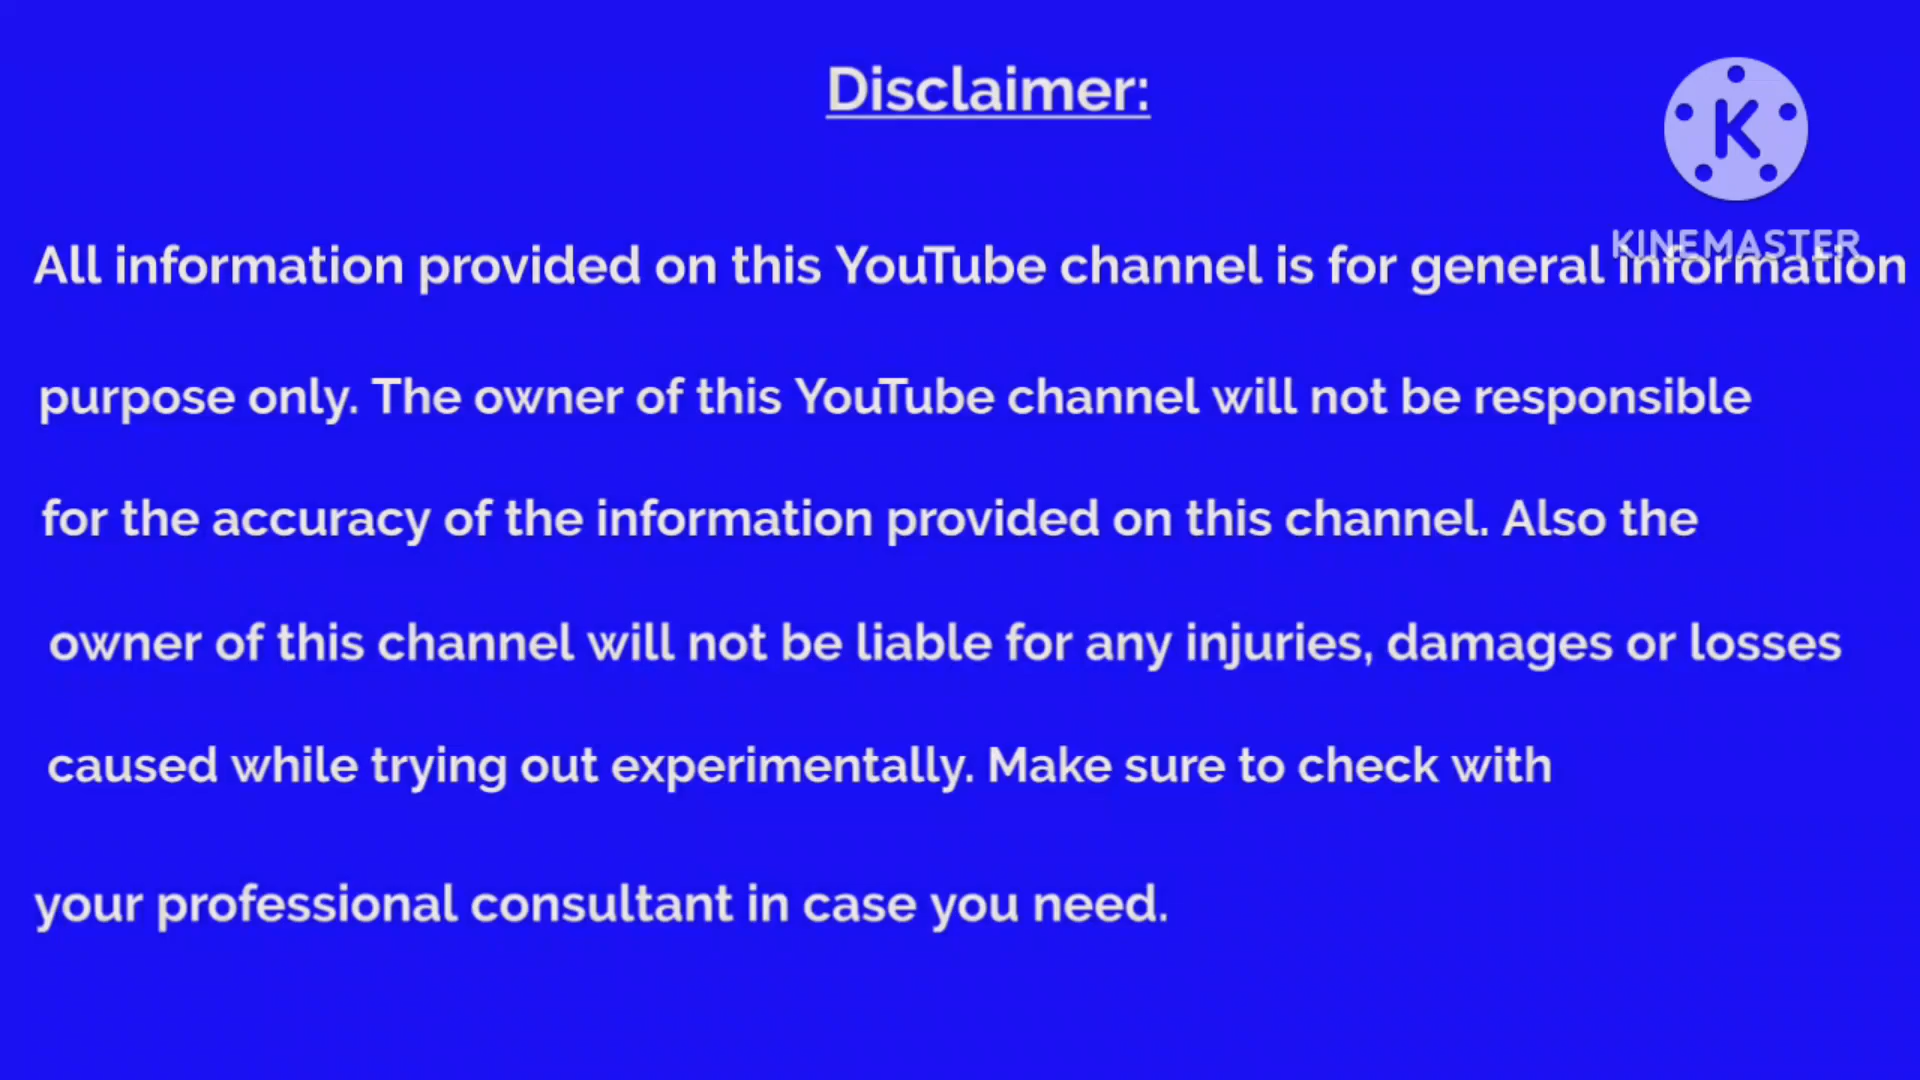 Disclaimer:
K
KINEMASTER
All information provided on this YouTube channel is for general information
purpose only. The owner of this YouTube channel will not be responsible
for the accuracy of the information provided on this channel. Also the
owner of this channel will not be liable for any injuries, damages or losses
caused while trying out experimentally. Make sure to check with
your professional consultant in case you need.